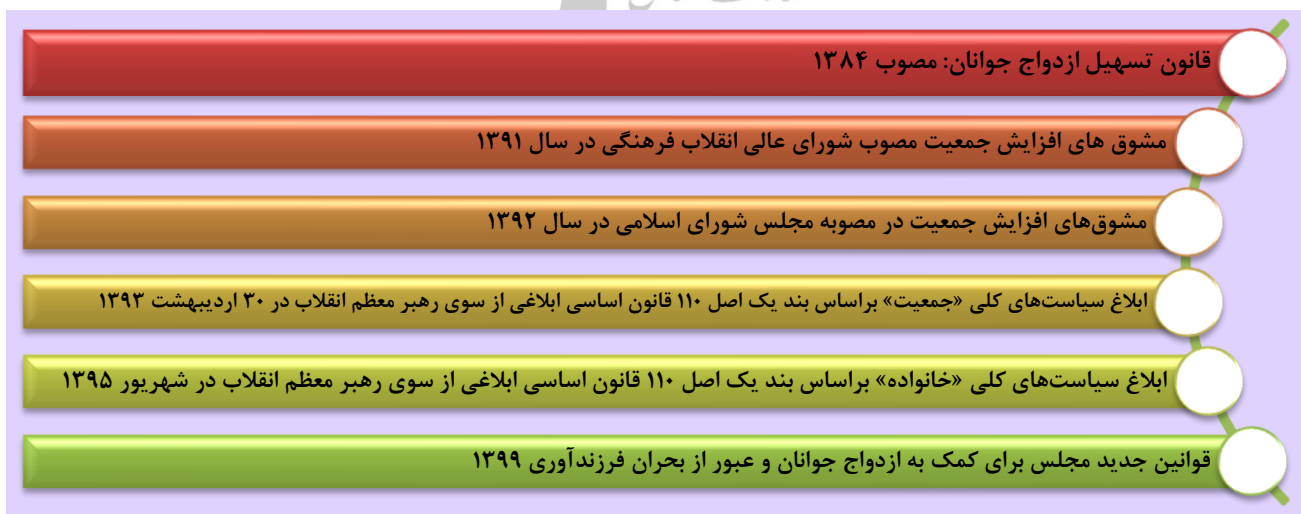 قانون تسهیل ازدواج جوانان: مصوب ۱۳۸۴
مشوق های افزایش جمعیت مصوب شورای عالی انقلاب فرهنگی در سال ۱۳۹۱
مشوق‌های افزایش جمعیت در مصوبه مجلس شورای اسلامی در سال ۱۳۹۲
ابلاغ سیاست‌های کلی «جمعیت» براساس بند یک اصل ۱۱۰ قانون اساسی ابلاغی از سوی رهبر معظم انقلاب در ۳۰ اردیبهشت ۱۳۹۳
ابلاغ سیاست‌های کلی «خانواده» براساس بند یک اصل ۱۱۰ قانون اساسی ابلاغی از سوی رهبر معظم انقلاب در شهریور ۱۳۹۵
قوانین جدید مجلس برای کمک به ازدواج جوانان و عبور از بحران فرزندآوری ۱۳۹۹